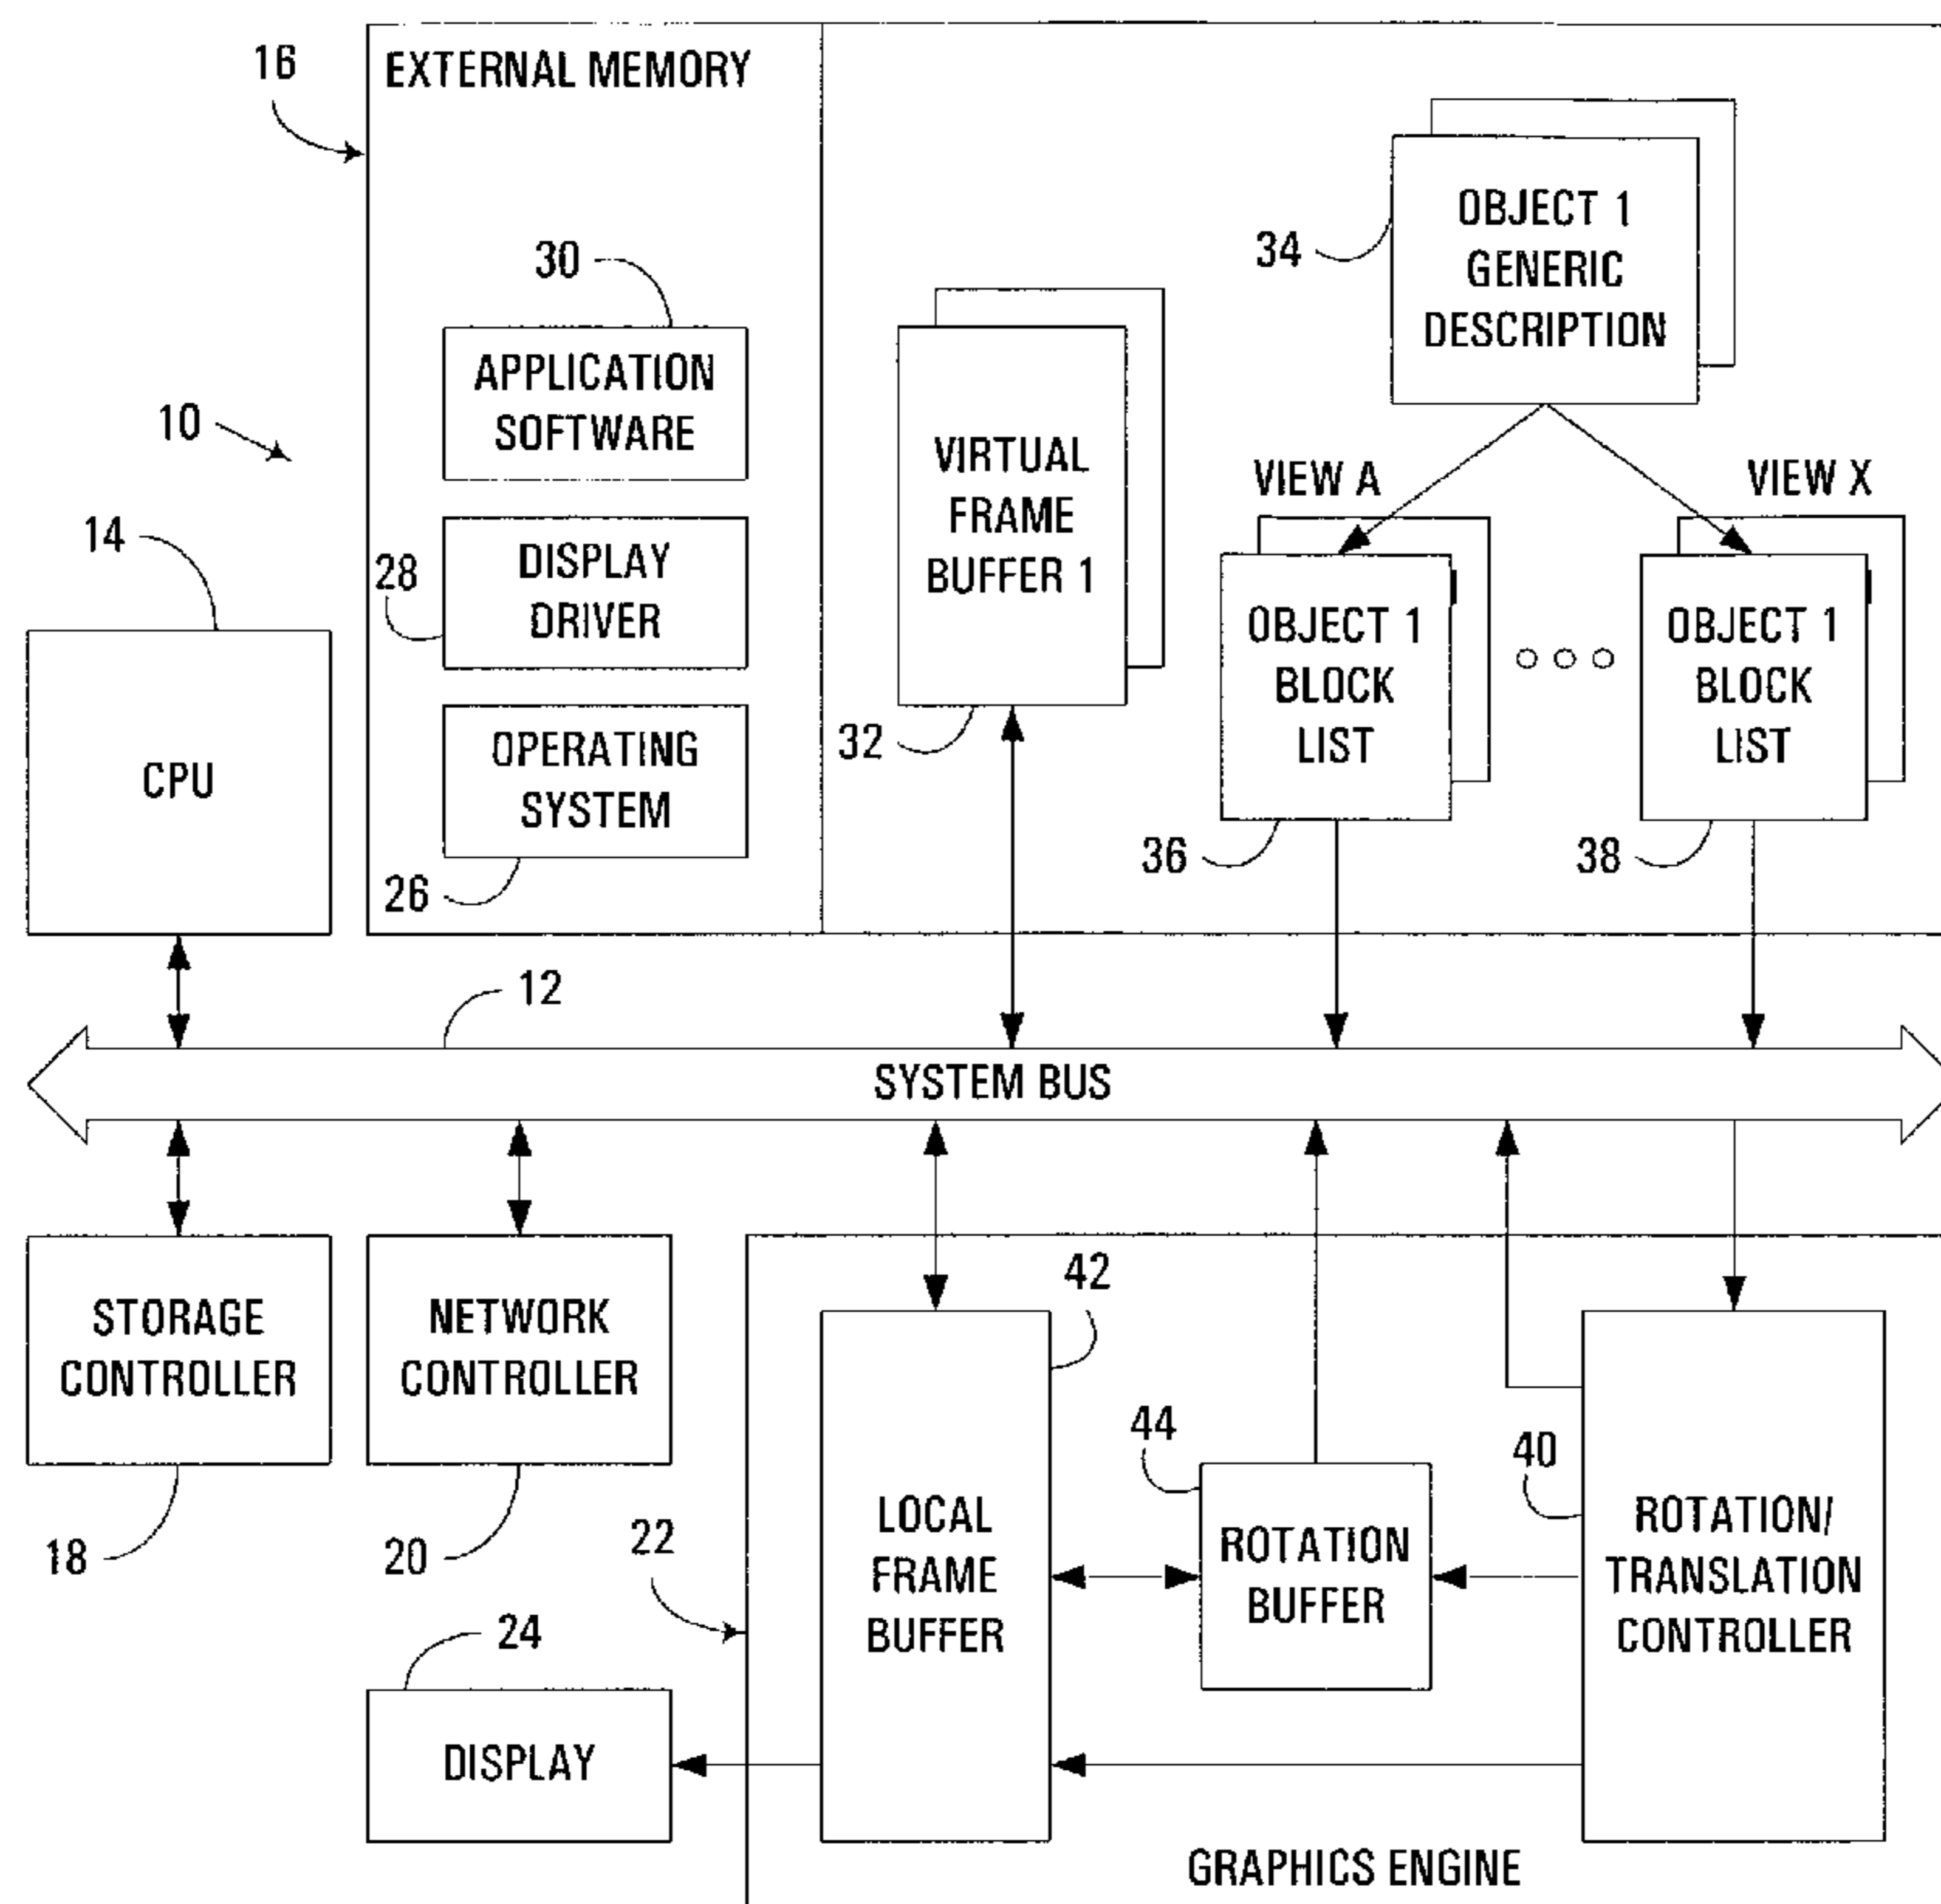 16
EXTERNAL MEMORY
30
APPLICATION
SOFTWARE
10
14
28
DISPLAY
DRIVER
OPERATING
SYSTEM
26
CPU
VIRTUAL
FRAME
BUFFER 1
32
34
OBJECT 1
GENERIC
DESCRIPTION
VIEW A
VIEW X
OBJECT 1
BLOCK
LIST
OBJECT 1
BLOCK
LIST
36
38
12
SYSTEM BUS
STORAGE
CONTROLLER
18
NETWORK
CONTROLLER
20
22
24
DISPLAY
42
LOCAL
FRAME
BUFFER
44
ROTATION
BUFFER
40
ROTATION/
TRANSLATION
CONTROLLER
GRAPHICS ENGINE